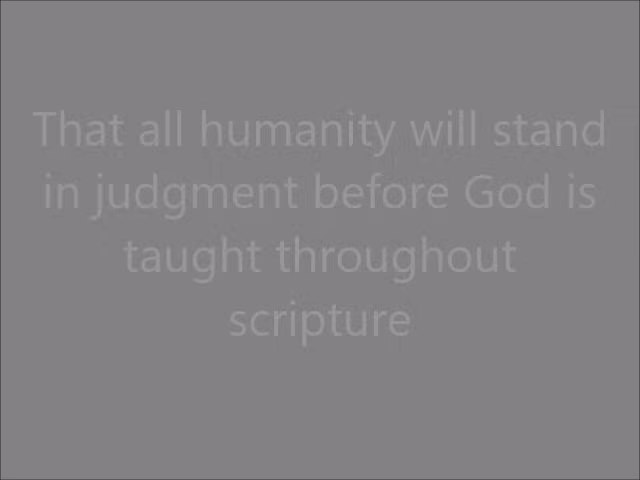 That all humanity will stand
in judgment before God is
taught throughout
scripture